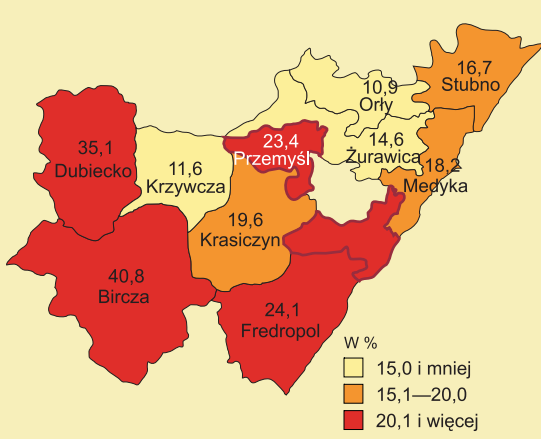 16,7
Stubno
10,9
Orły
23,4
Przemyśl
14,6
Żurawica
35,1
Dubiecko
11,6
Krzywcza
18,2
Medyka
19,6
Krasiczyn
40,8
Bircza
24,1
Fredropol
W %
15,0 i mniej
15,1—20,0
20,1 i więcej